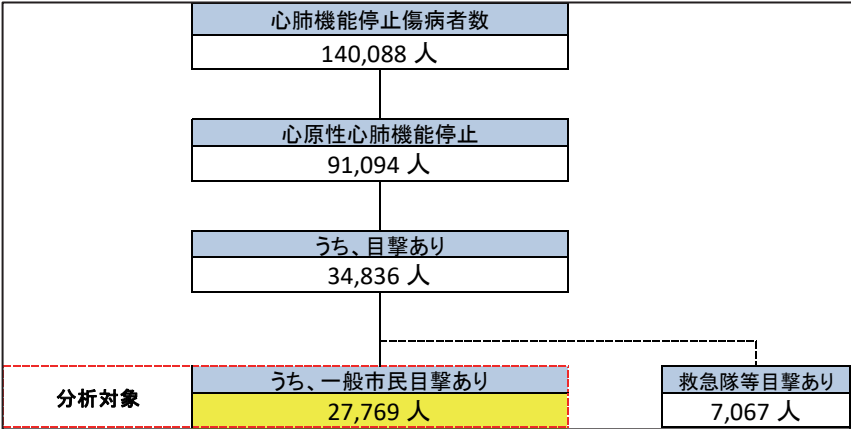 心肺機能停止傷病者数
140,088 人
心原性心肺機能停止
91,094 人
うち、目撃あり
34,836 人
分析対象
うち、一般市民目撃あり
27,769 人
救急隊等目撃あり
7,067 人